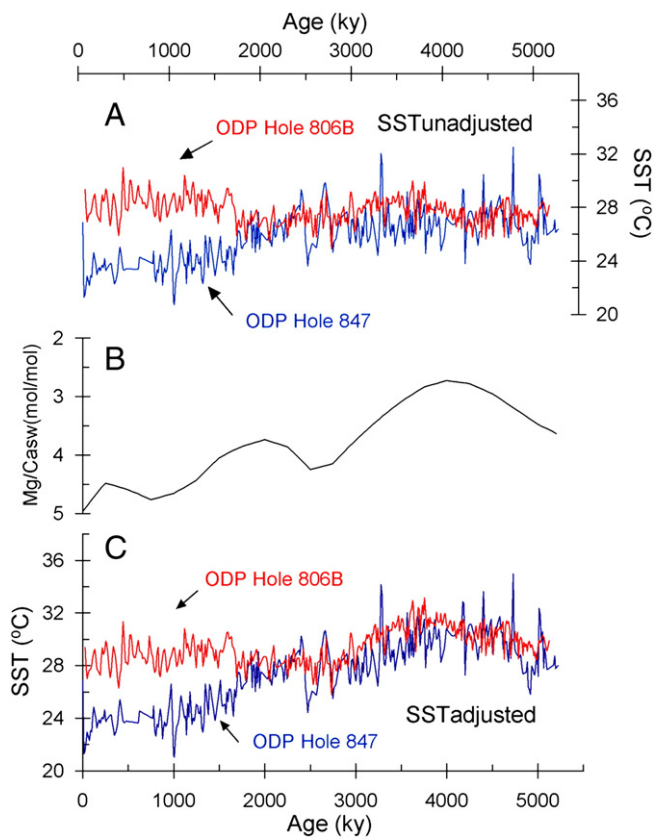 Age (ky)
0 1000 2000 3000 4000 5000
A
ODP Hole 806B
SSTunadjusted
36
32
28
24
20
SST (ºC)
ODP Hole 847
B
2
3
4
5
Mg/Casw(mol/mol)
C
ODP Hole 806B
36
32
28
24
20
SST (ºC)
SSTadjusted
ODP Hole 847
0 1000 2000 3000 4000 5000
Age (ky)